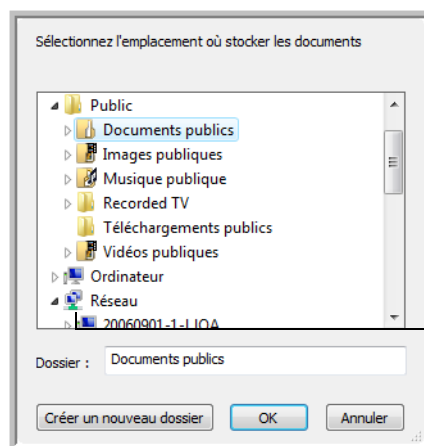 Sélectionnez l'emplacement où stocker les documents
Public
Documents publics
Images publiques
Musique publique
Recorded TV
Téléchargements publics
Vidéos publiques
Ordinateur
Réseau
Dossier :
Documents publics
Créer un nouveau dossier
OK
Annuler